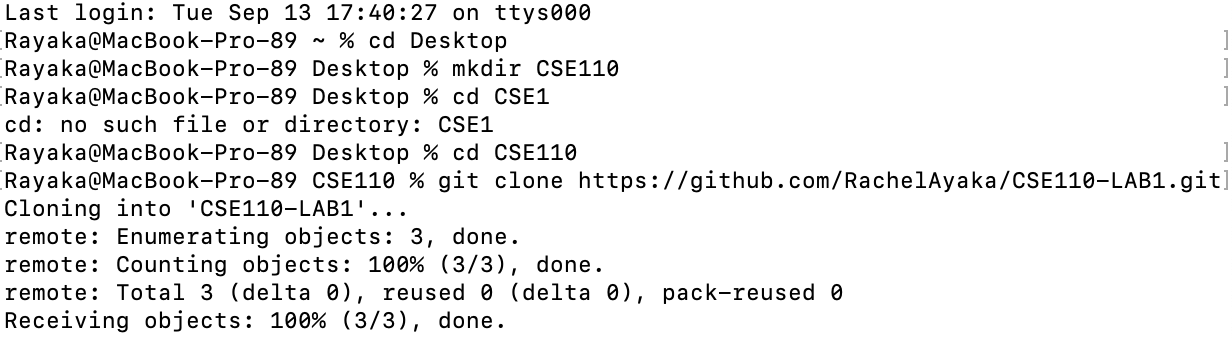 Last login: Tue Sep 13 17:40:27 on ttys000
[Rayaka@MacBook-Pro-89 ~ % cd Desktop ]
[Rayaka@MacBook-Pro-89 Desktop % mkdir CSE110 ]
[Rayaka@MacBook-Pro-89 Desktop % cd CSE1 ]
cd: no such file or directory: CSE1
[Rayaka@MacBook-Pro-89 Desktop % cd CSE110 ]
[Rayaka@MacBook-Pro-89 CSE110 % git clone https://github.com/RachelAyaka/CSE110-LAB1.git]
Cloning into 'CSE110-LAB1'...
remote: Enumerating objects: 3, done.
remote: Counting objects: 100% (3/3), done.
remote: Total 3 (delta 0), reused 0 (delta 0), pack-reused 0
Receiving objects: 100% (3/3), done.